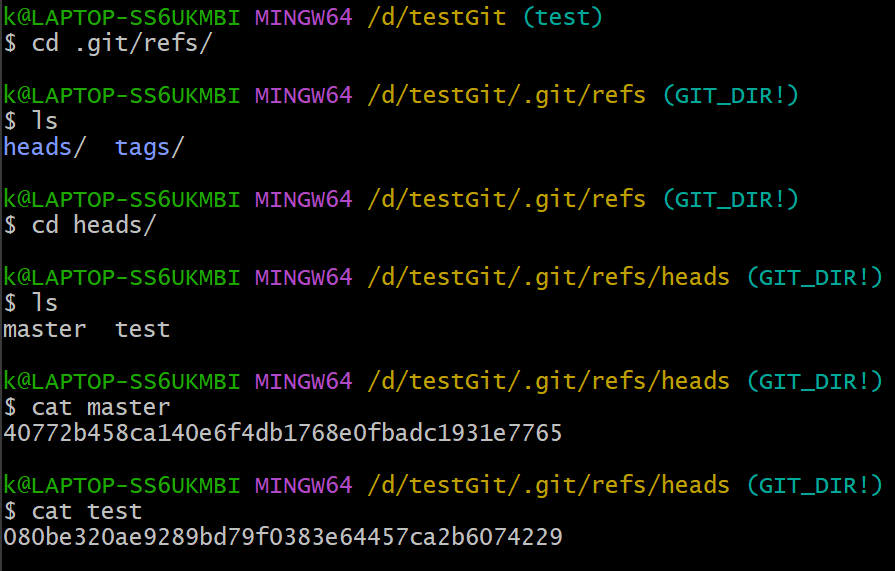 k@LAPTOP-SS6UKMBI MINGW64 /d/testGit (test)
$ cd .git/refs/
k@LAPTOP-SS6UKMBI MINGW64 /d/testGit/.git/refs (GIT_DIR!)
$ ls
heads/  tags/
k@LAPTOP-SS6UKMBI MINGW64 /d/testGit/.git/refs (GIT_DIR!)
$ cd heads/
k@LAPTOP-SS6UKMBI MINGW64 /d/testGit/.git/refs/heads (GIT_DIR!)
$ ls
master  test
k@LAPTOP-SS6UKMBI MINGW64 /d/testGit/.git/refs/heads (GIT_DIR!)
$ cat master
40772b458ca140e6f4db1768e0fbadc1931e7765
k@LAPTOP-SS6UKMBI MINGW64 /d/testGit/.git/refs/heads (GIT_DIR!)
$ cat test
080be320ae9289bd79f0383e64457ca2b6074229